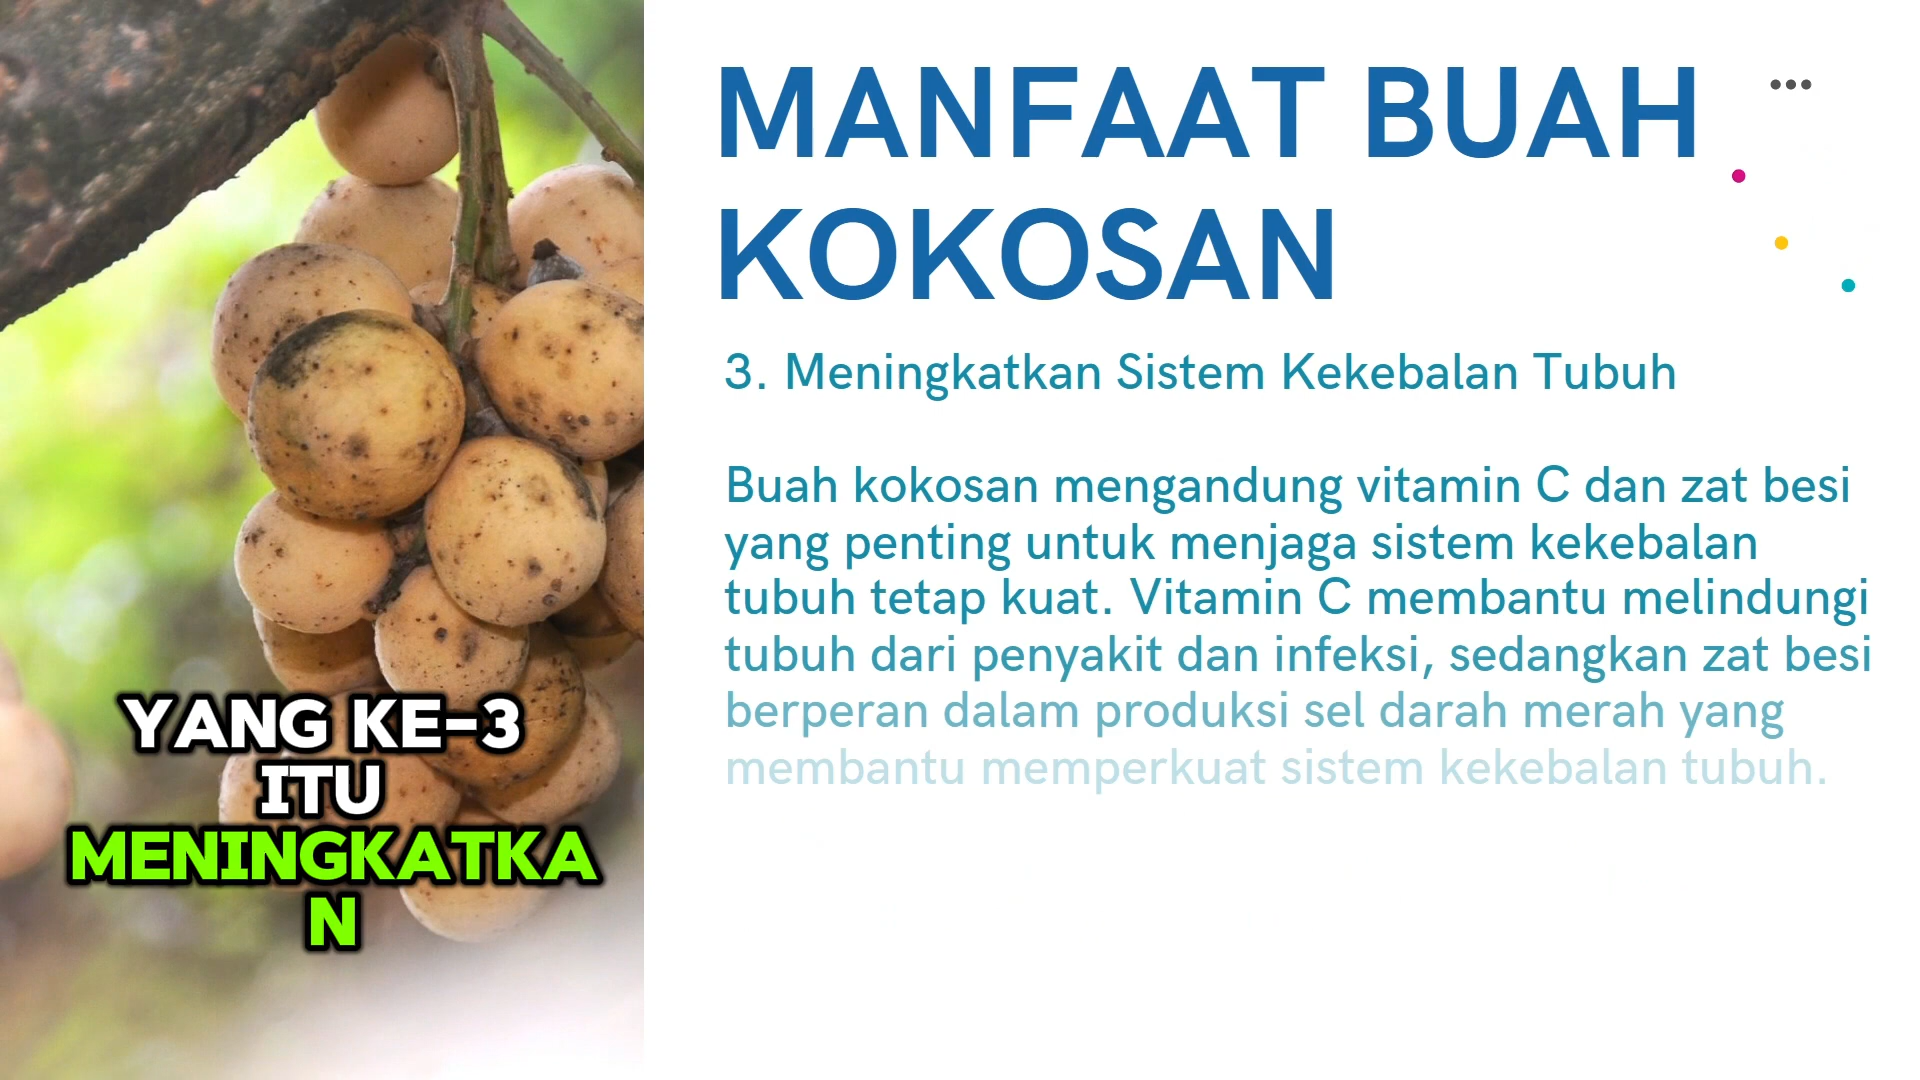 MANFAAT BUAH
KOKOSAN
3. Meningkatkan Sistem Kekebalan Tubuh
Buah kokosan mengandung vitamin C dan zat besi
yang penting untuk menjaga sistem kekebalan
tubuh tetap kuat. Vitamin C membantu melindungi
tubuh dari penyakit dan infeksi, sedangkan zat besi
berperan dalam produksi sel darah merah yang
membantu memperkuat sistem kekebalan tubuh.
YANG KE-3
ITU
MENINGKATKA
N